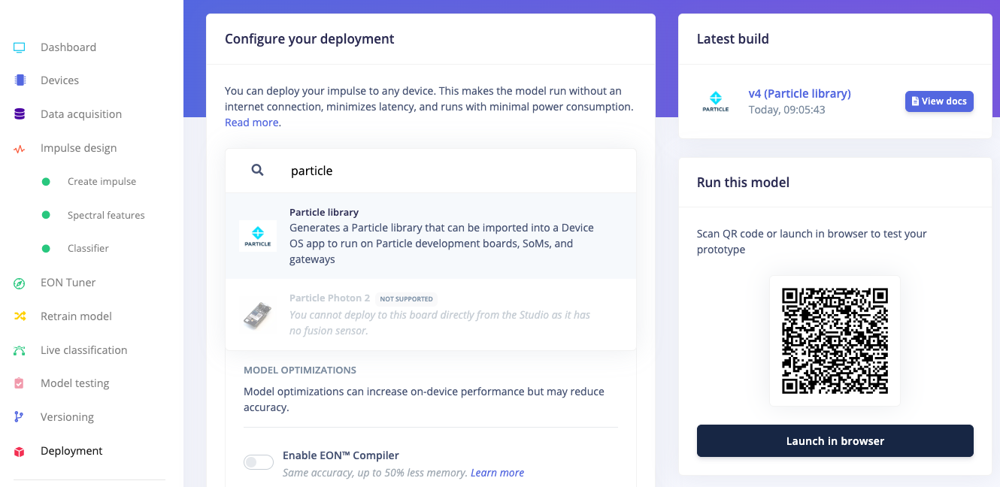 Dashboard
Devices
Data acquisition
Impulse design
Create impulse
Spectral features
Classifier
EON Tuner
Retrain model
Live classification
Model testing
Versioning
Deployment
Configure your deployment
You can deploy your impulse to any device. This makes the model run without an
internet connection, minimizes latency, and runs with minimal power consumption.
Read more.
particle
PARTICLE
Particle library
Generates a Particle library that can be imported into a Device
OS app to run on Particle development boards, SoMs, and
gateways
Particle Photon 2 NOT SUPPORTED
You cannot deploy to this board directly from the Studio as it has
no fusion sensor.
MODEL OPTIMIZATIONS
Model optimizations can increase on-device performance but may reduce
accuracy.
Enable EON™ Compiler
Same accuracy, up to 50% less memory. Learn more
Latest build
PARTICLE
v4 (Particle library)
Today, 09:05:43
View docs
Run this model
Scan QR code or launch in browser to test your
prototype
Launch in browser